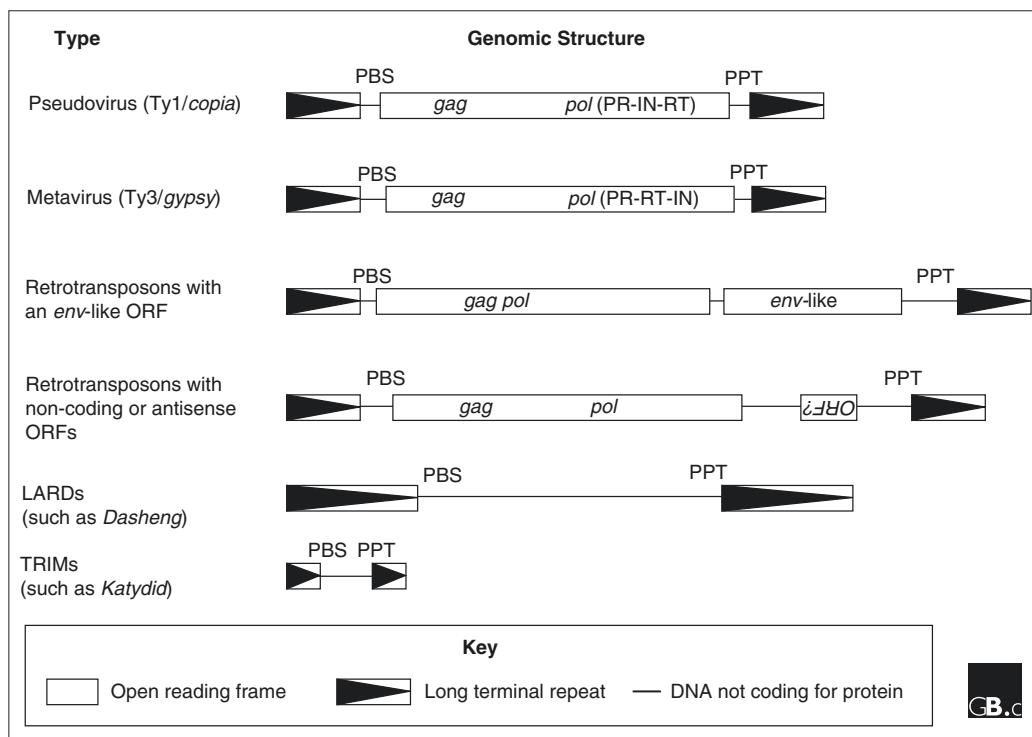 Type Genomic Structure
PBS PPT
Pseudovirus (Ty1/copia) gag pol (PR-IN-RT)
PBS PPT
Metavirus (Ty3/gypsy) gag pol (PR-RT-IN)
PBS PPT
Retrotransposons with
an env-like ORF
gag pol env-like
PBS PPT
Retrotransposons with
non-coding or antisense
ORFs
gag pol ORF?
PBS PPT
LARDs
(such as Dasheng)
PBS PPT
TRIMs
(such as Katydid)
Key
Open reading frame Long terminal repeat DNA not coding for protein
GB.c